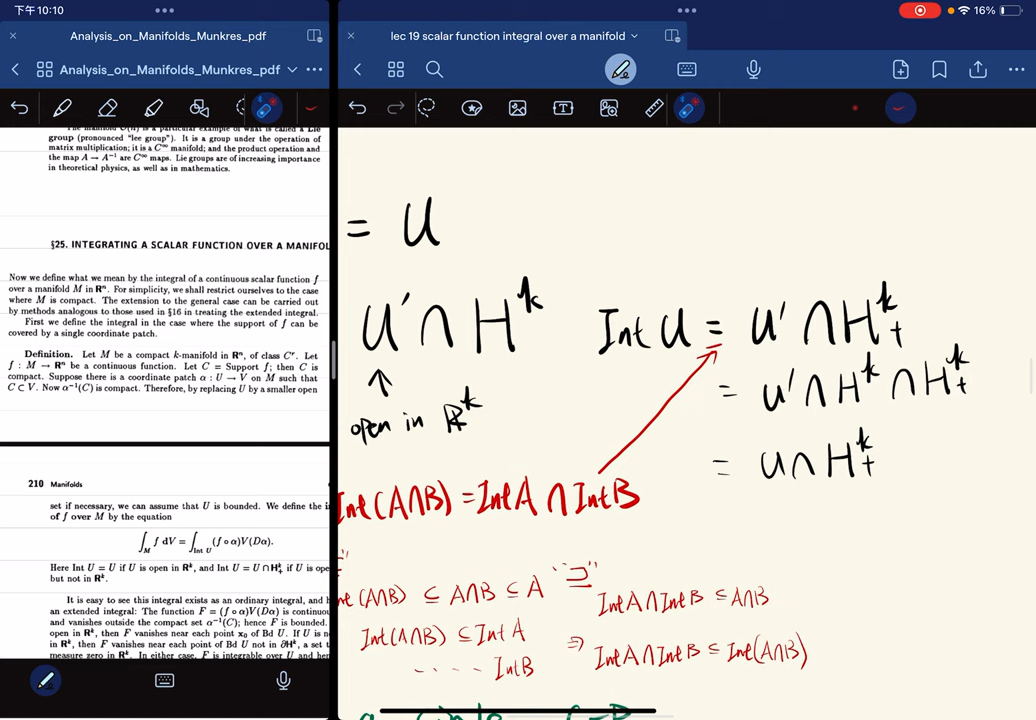 下午10:10
16%
Analysis_on_Manifolds_Munkres_pdf
Analysis_on_Manifolds_Munkres_pdf
group (pronounced "lee group"). It is a group under the operation of
matrix multiplication; it is a C∞ manifold; and the product operation and
the map A → A⁻¹ are C∞ maps. Lie groups are of increasing importance
in theoretical physics, as well as in mathematics.
§25. INTEGRATING A SCALAR FUNCTION OVER A MANIFOL
Now we define what we mean by the integral of a continuous scalar function f
over a manifold M in Rⁿ. For simplicity, we shall restrict ourselves to the case
where M is compact. The extension to the general case can be carried out
by methods analogous to those used in §16 in treating the extended integral.
First we define the integral in the case where the support of f can be
covered by a single coordinate patch.
Definition. Let M be a compact k-manifold in Rⁿ, of class Cʳ. Let
f : M → Rⁿ be a continuous function. Let C = Support f; then C is
compact. Suppose there is a coordinate patch α : U → V on M such that
C ⊂ V. Now α⁻¹(C) is compact. Therefore, by replacing U by a smaller open
210 Manifolds
set if necessary, we can assume that U is bounded. We define the i
of f over M by the equation
∫_M f dV = ∫_{Int U} (f ∘ α)V(Dα).
Here Int U = U if U is open in Rᵏ, and Int U = U ∩ H₊ᵏ if U is ope
but not in Rᵏ.
It is easy to see this integral exists as an ordinary integral, and h
an extended integral: The function F = (f ∘ α)V(Dα) is continuou
and vanishes outside the compact set α⁻¹(C); hence F is bounded.
open in Rᵏ, then F vanishes near each point x₀ of Bd U. If U is n
in Rᵏ, then F vanishes near each point of Bd U not in ∂Hᵏ, a set
measure zero in Rᵏ. In either case, F is integrable over U and hen
lec 19 scalar function integral over a manifold
= U
U' ∩ Hᵏ
open in ℝᵏ
Int U = U' ∩ H₊ᵏ
= U' ∩ Hᵏ ∩ H₊ᵏ
= U ∩ H₊ᵏ
Int(A∩B) = Int A ∩ Int B
Int(A∩B) ⊆ A∩B ⊆ A
Int(A∩B) ⊆ Int A
..... Int B
"⊇"
Int A ∩ Int B ⊆ A∩B
⇒ Int A ∩ Int B ⊆ Int(A∩B)